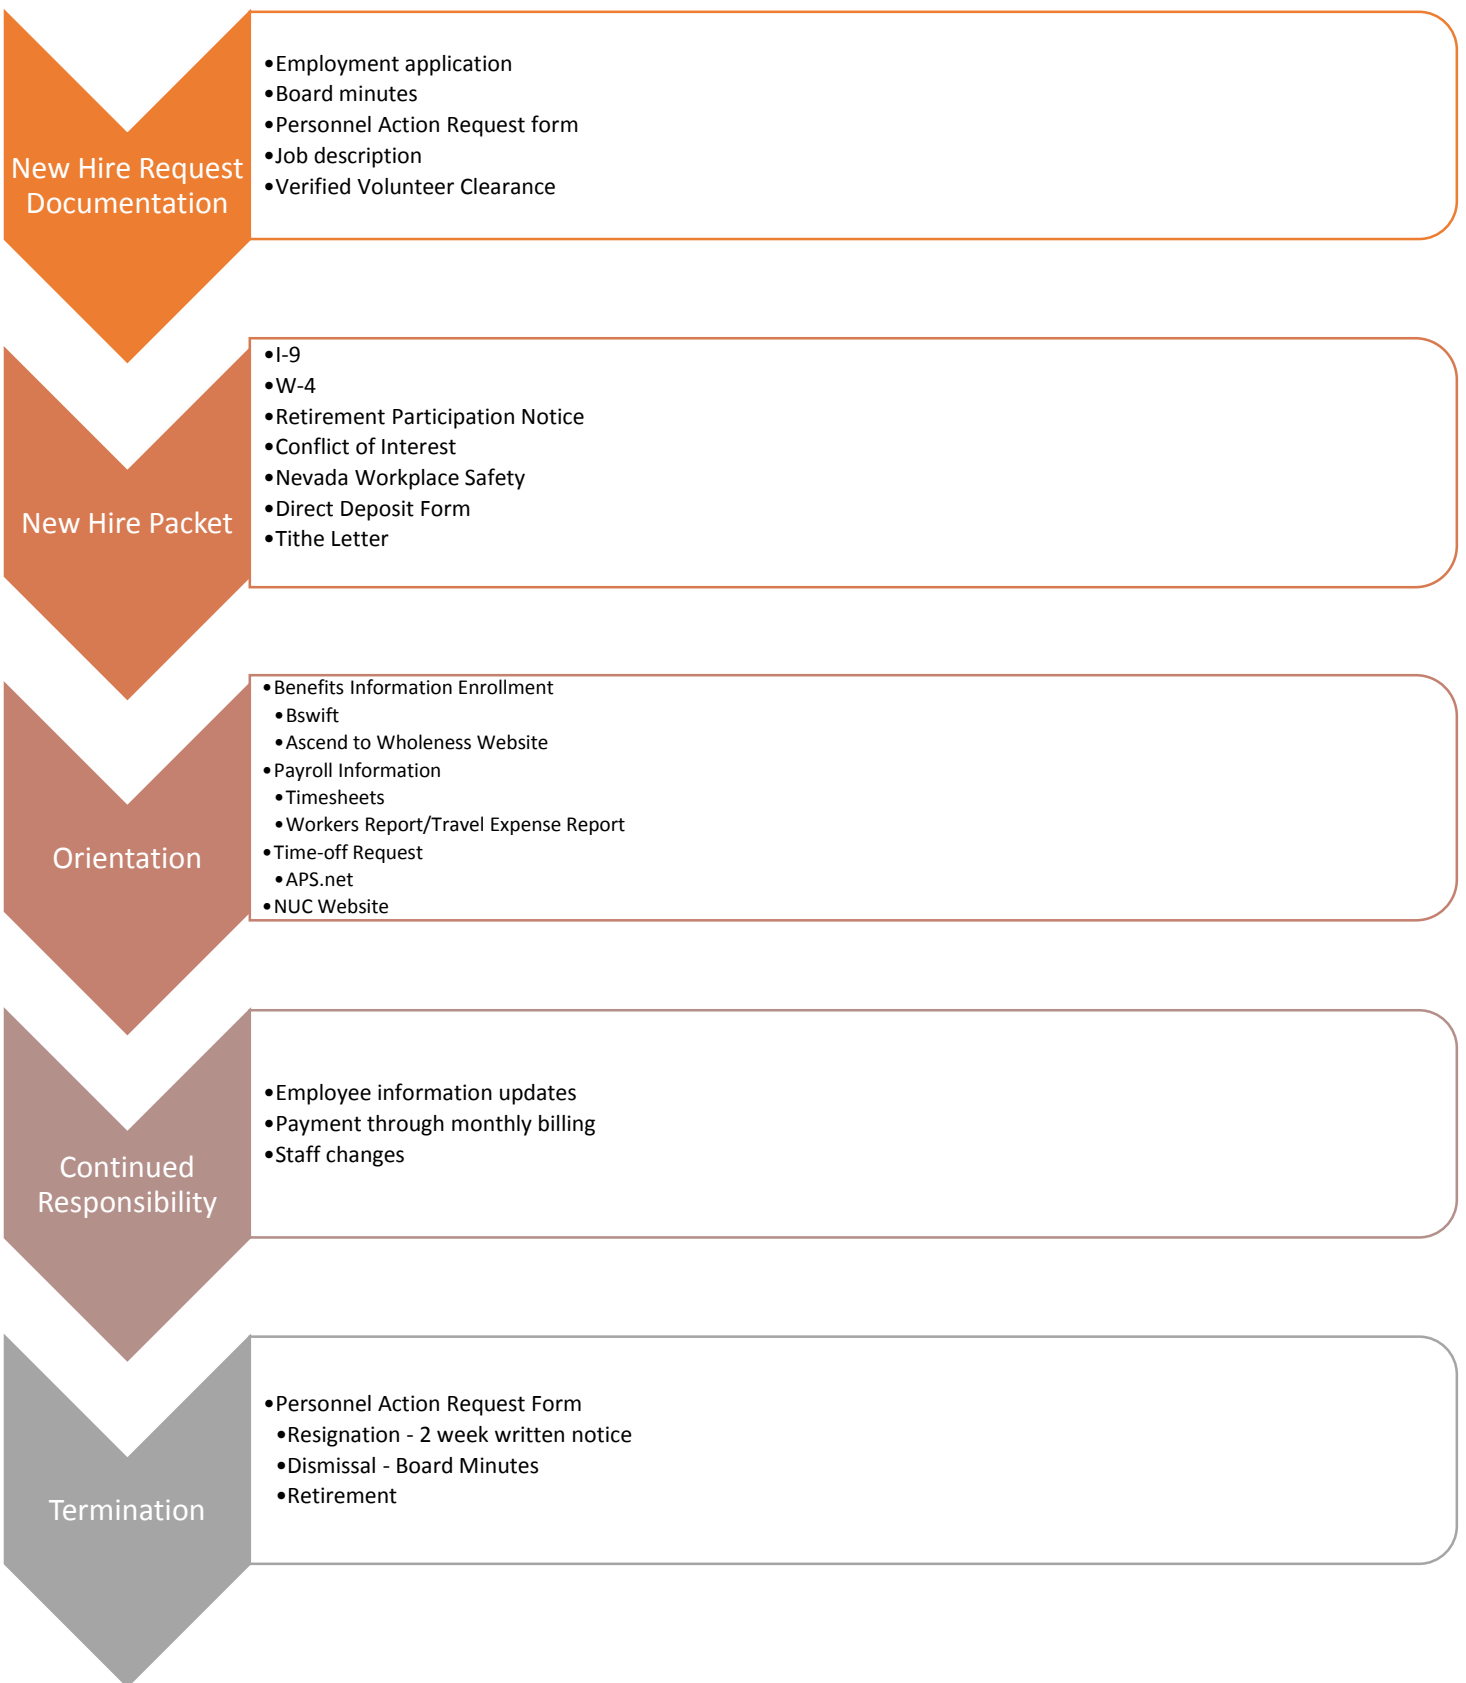 New Hire Request
Documentation
•Employment application
•Board minutes
•Personnel Action Request form
•Job description
•Verified Volunteer Clearance
New Hire Packet
•I-9
•W-4
•Retirement Participation Notice
•Conflict of Interest
•Nevada Workplace Safety
•Direct Deposit Form
•Tithe Letter
Orientation
•Benefits Information Enrollment
•Bswift
•Ascend to Wholeness Website
•Payroll Information
•Timesheets
•Workers Report/Travel Expense Report
•Time-off Request
•APS.net
•NUC Website
Continued
Responsibility
•Employee information updates
•Payment through monthly billing
•Staff changes
Termination
•Personnel Action Request Form
•Resignation - 2 week written notice
•Dismissal - Board Minutes
•Retirement